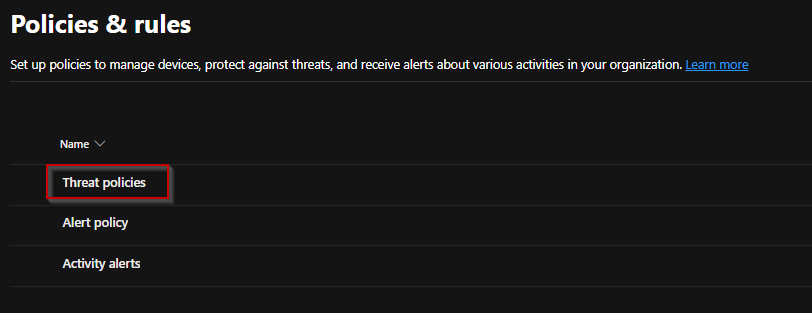 Policies & rules
Set up policies to manage devices, protect against threats, and receive alerts about various activities in your organization. Learn more
Name
Threat policies
Alert policy
Activity alerts